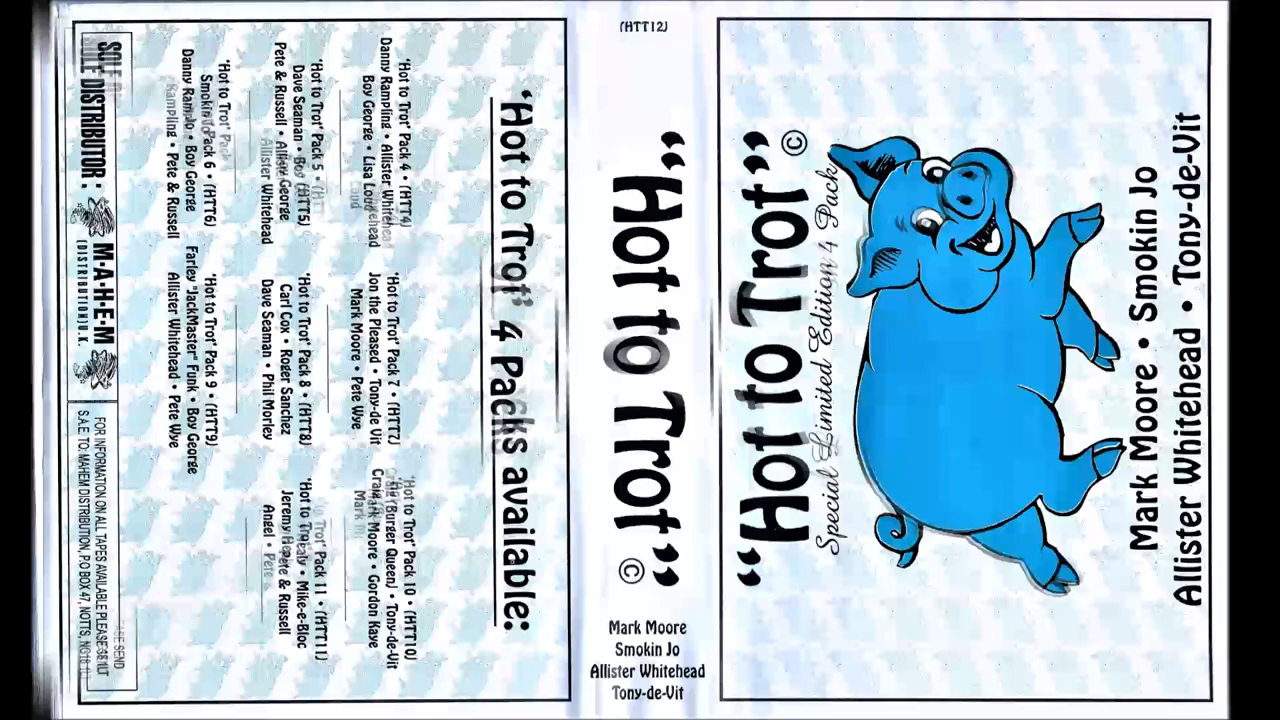 "Hot to Trot" ©
Special Limited Edition 4 Pack
Mark Moore • Smokin Jo
Allister Whitehead • Tony-de-Vit
(HTT12)
"Hot to Trot" ©
Mark Moore
Smokin Jo
Allister Whitehead
Tony-de-Vit
'Hot to Trot' 4 Packs available:
'Hot to Trot' Pack 4 • (HTT4)
Danny Rampling • Allister Whitehead
Boy George • Lisa Loud
'Hot to Trot' Pack 5 • (HTT5)
Dave Seaman • Boy George
Pete & Russell • Allister Whitehead
'Hot to Trot' Pack 6 • (HTT6)
Smokin Jo • Boy George
Danny Rampling • Pete & Russell
'Hot to Trot' Pack 7 • (HTT7)
Jon the Pleased • Tony-de Vit
Mark Moore • Pete Wye
'Hot to Trot' Pack 8 • (HTT8)
Carl Cox • Roger Sanchez
Dave Seaman • Phil Morley
'Hot to Trot' Pack 9 • (HTT9)
Farley "JackMaster" Funk • Boy George
Allister Whitehead • Pete Wye
'Hot to Trot' Pack 10 • (HTT10)
(Burger Queen) • Tony-de-Vit
Mark Moore • Gordon Kaye
'Hot to Trot' Pack 11 • (HTT11)
Mike-e-Bloc
Jeremy Healy • Pete & Russell
Angel
SOLE DISTRIBUTOR :
M-A-H-E-M
(DISTRIBUTION) U.K.
FOR INFORMATION ON ALL TAPES AVAILABLE PLEASE SEND
S.A.E TO: MAHEM DISTRIBUTION, P.O BOX 47, NOTTS, NG18